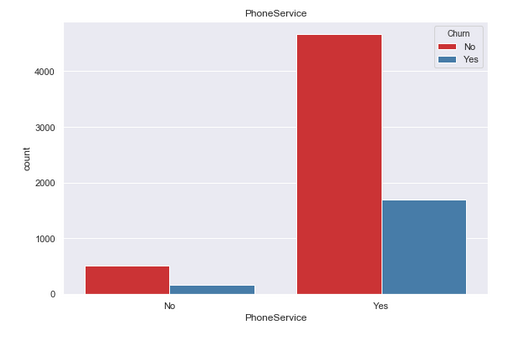 PhoneService
Churn
No
Yes
4000
3000
2000
1000
0
count
No
Yes
PhoneService